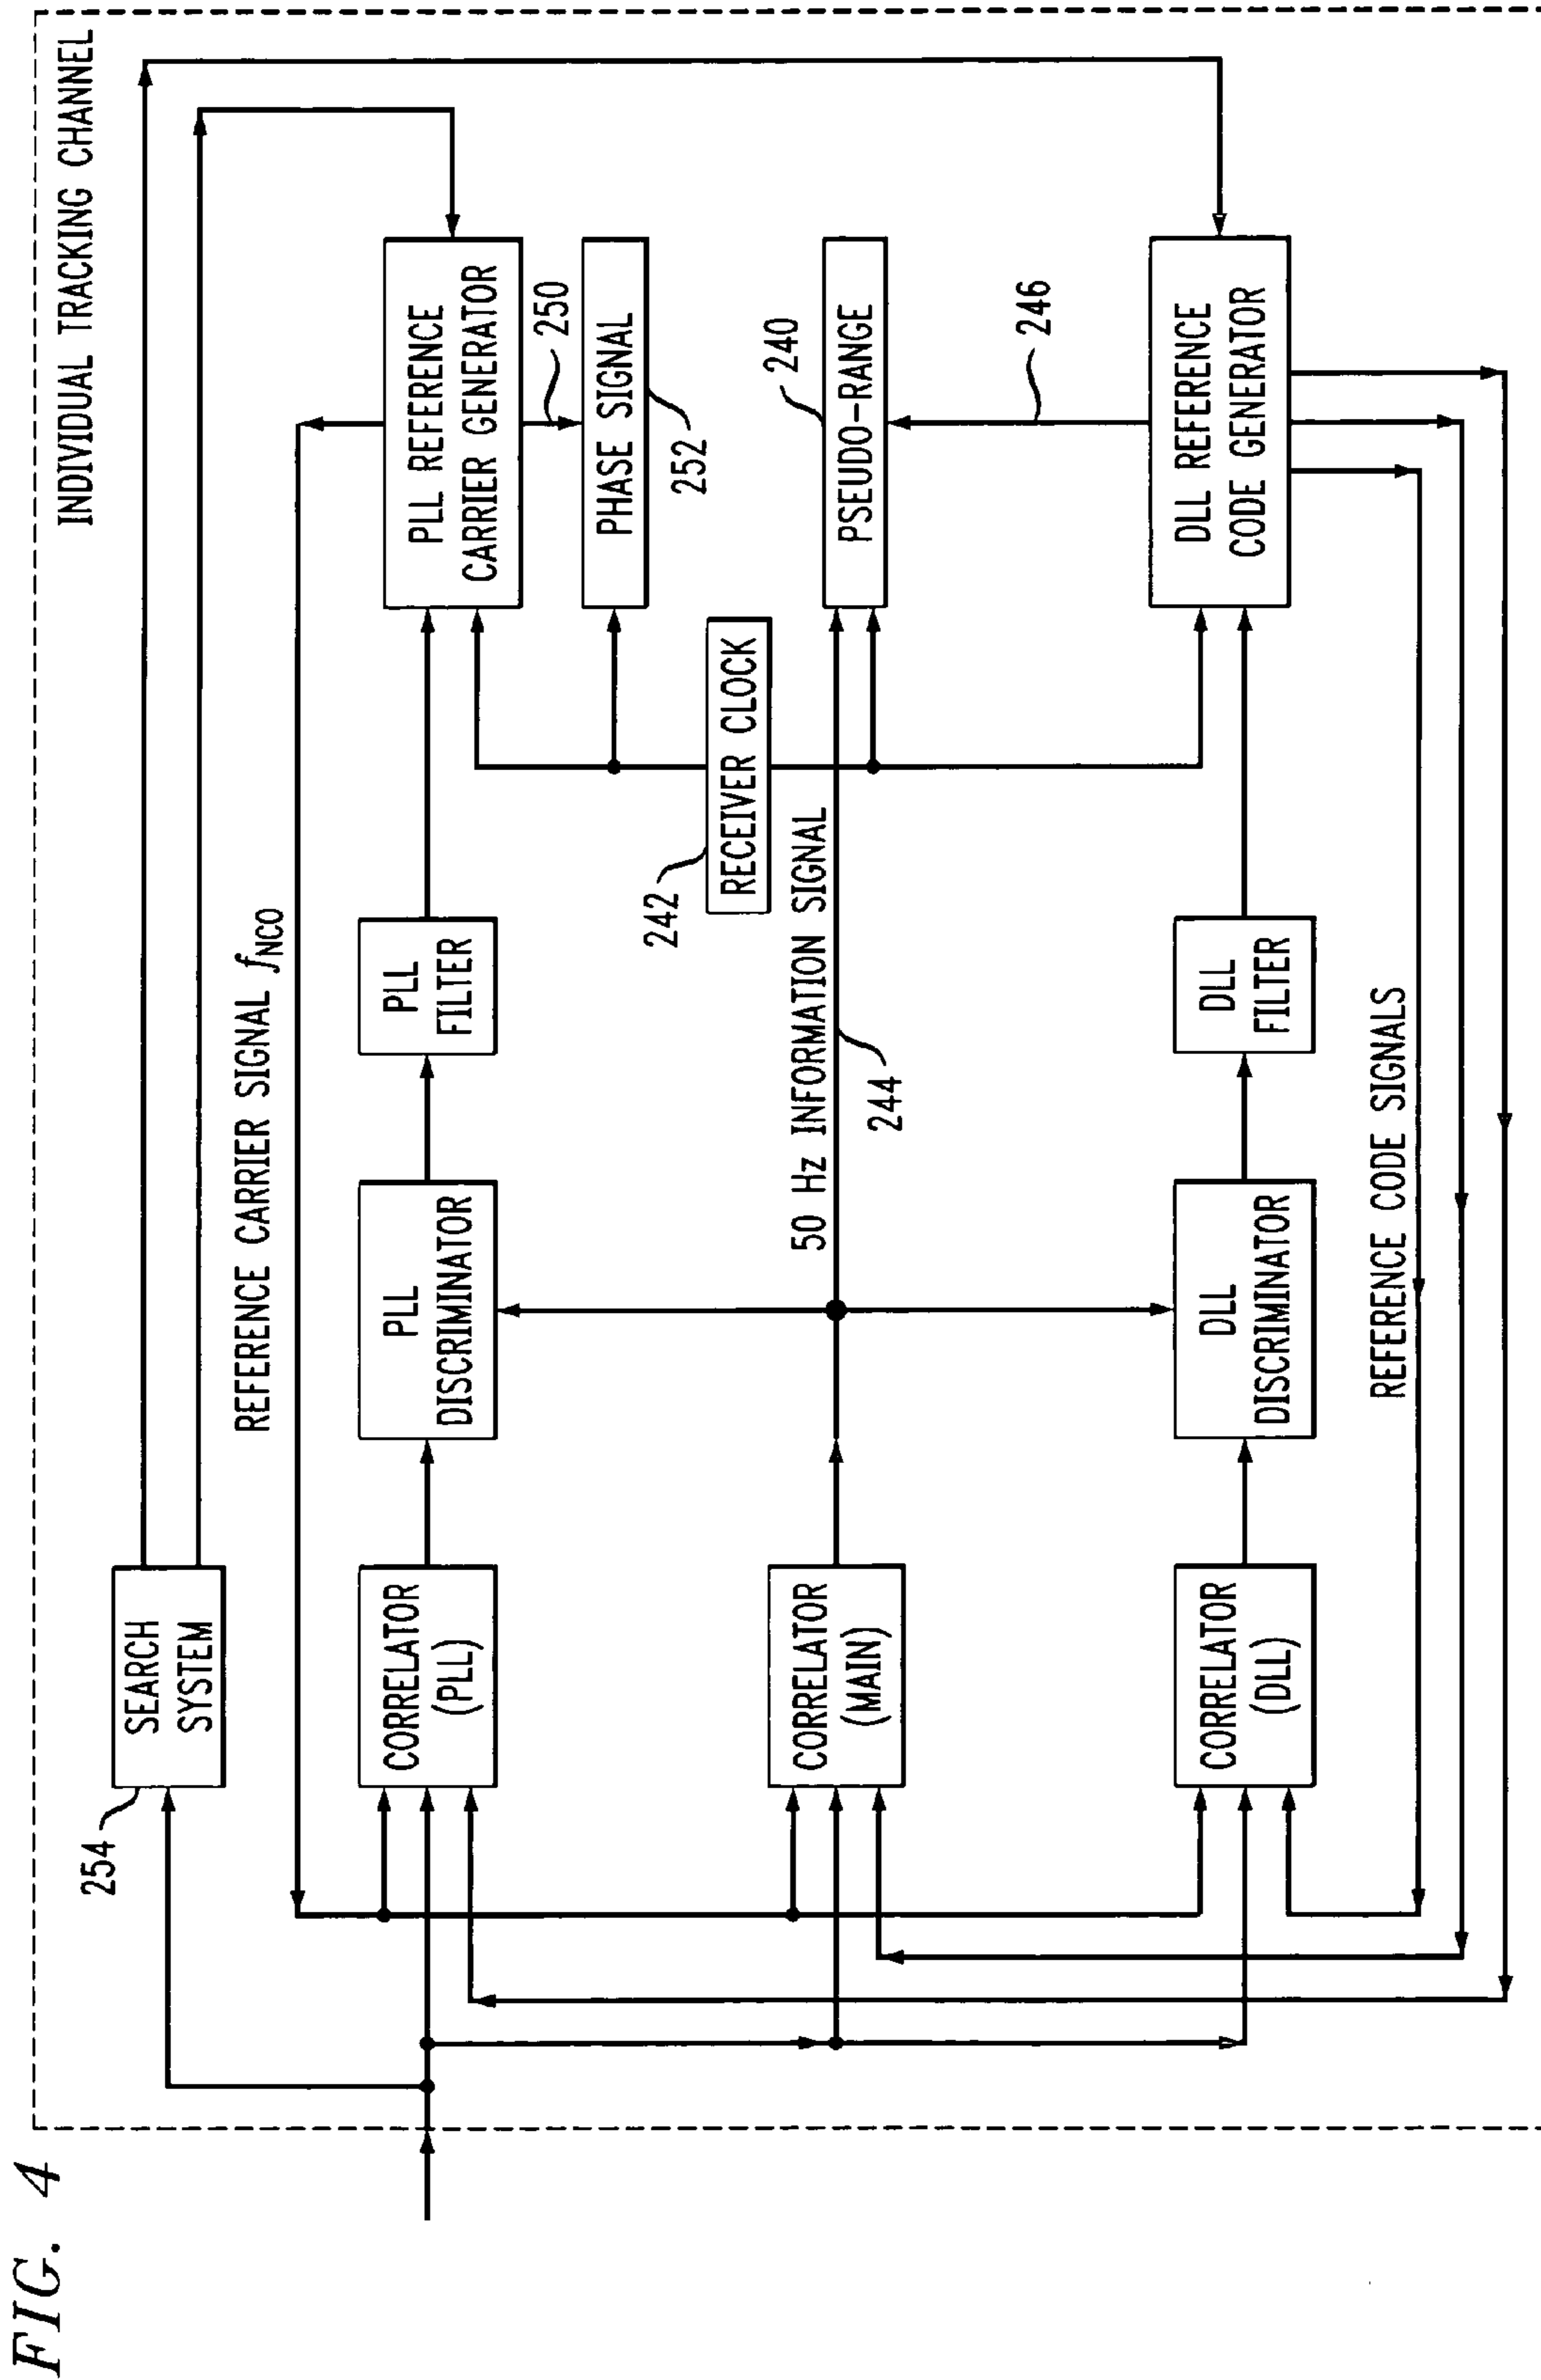 FIG. 4
INDIVIDUAL TRACKING CHANNEL
254
SEARCH
SYSTEM
REFERENCE CARRIER SIGNAL fNCO
CORRELATOR
(PLL)
PLL
DISCRIMINATOR
PLL
FILTER
PLL REFERENCE
CARRIER GENERATOR
250
PHASE SIGNAL
252
242
RECEIVER CLOCK
CORRELATOR
(MAIN)
50 Hz INFORMATION SIGNAL
244
240
PSEUDO-RANGE
246
CORRELATOR
(DLL)
DLL
DISCRIMINATOR
DLL
FILTER
DLL REFERENCE
CODE GENERATOR
REFERENCE CODE SIGNALS